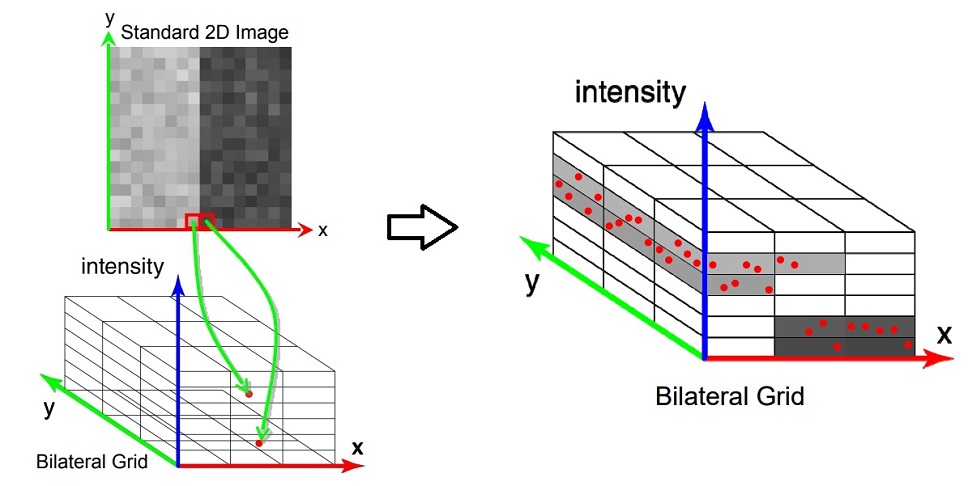 y
Standard 2D Image
x
intensity
y
x
Bilateral Grid
intensity
y
x
Bilateral Grid